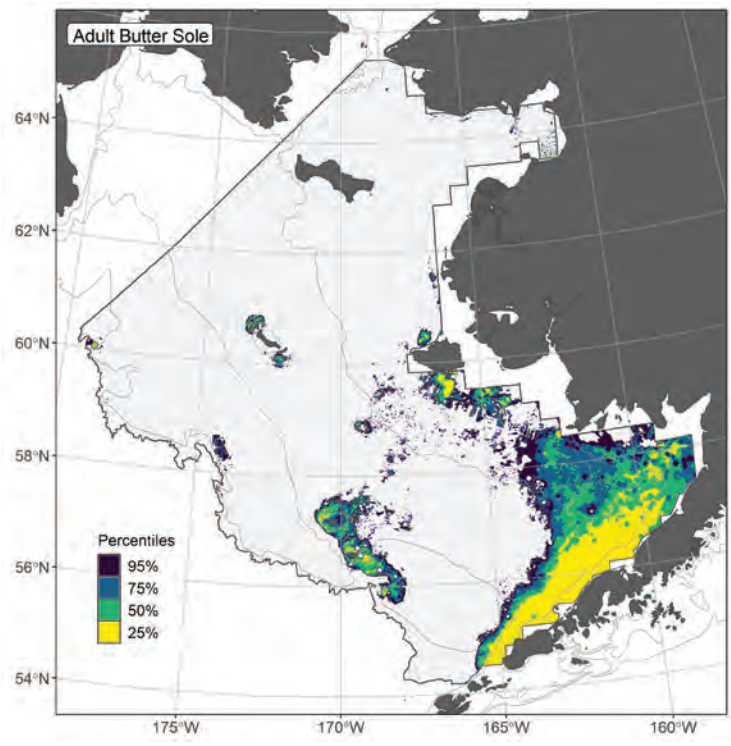 Adult Butter Sole
64°N
62°N
60°N
58°N
56°N
54°N
Percentiles
95%
75%
50%
25%
175°W
170°W
165°W
160°W